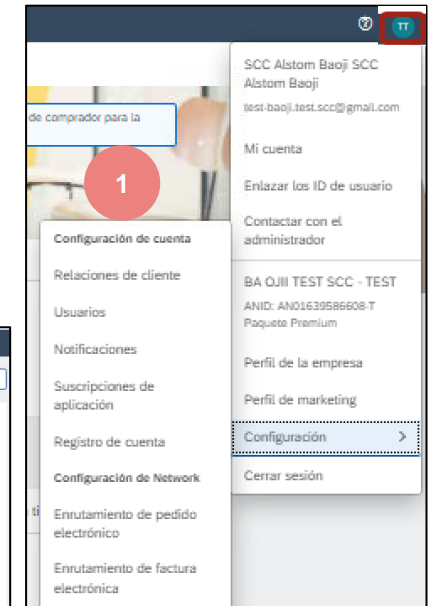 TT
SCC Alstom Baoji SCC
Alstom Baoji
test-baoji.test.scc@gmail.com
de comprador para la
Mi cuenta
1
Enlazar los ID de usuario
Contactar con el
administrador
Configuración de cuenta
Relaciones de cliente
Usuarios
Notificaciones
Suscripciones de
aplicación
Registro de cuenta
Configuración de Network
Enrutamiento de pedido
electrónico
Enrutamiento de factura
electrónica
BA OJII TEST SCC - TEST
ANID: AN01639586608-T
Paquete Premium
Perfil de la empresa
Perfil de marketing
Configuración >
Cerrar sesión
ti